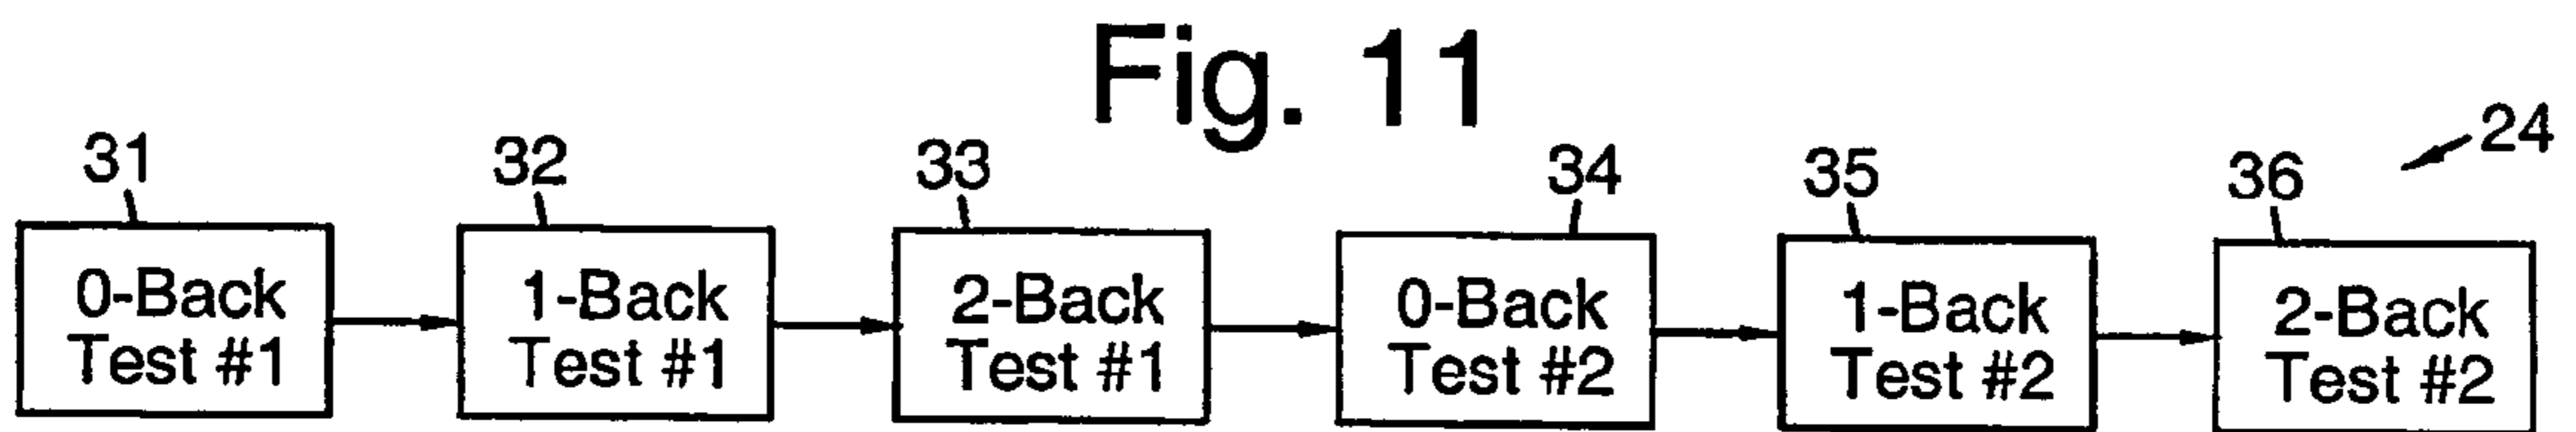 Fig. 11
24
31
32
33
34
35
36
0-Back
Test #1
1-Back
Test #1
2-Back
Test #1
0-Back
Test #2
1-Back
Test #2
2-Back
Test #2